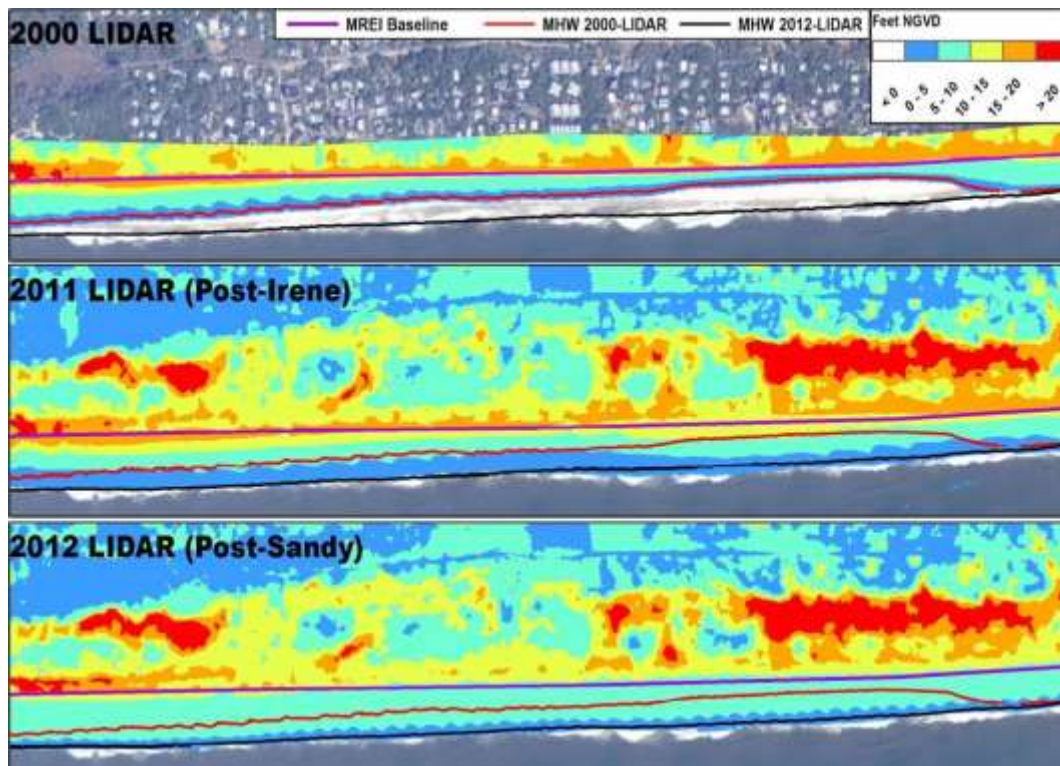 2000 LIDAR
MREI Baseline MHW 2000-LIDAR MHW 2012-LIDAR
Feet NGVD
< 0 0 - 5 5 - 10 10 - 15 15 - 20 > 20
2011 LIDAR (Post-Irene)
2012 LIDAR (Post-Sandy)